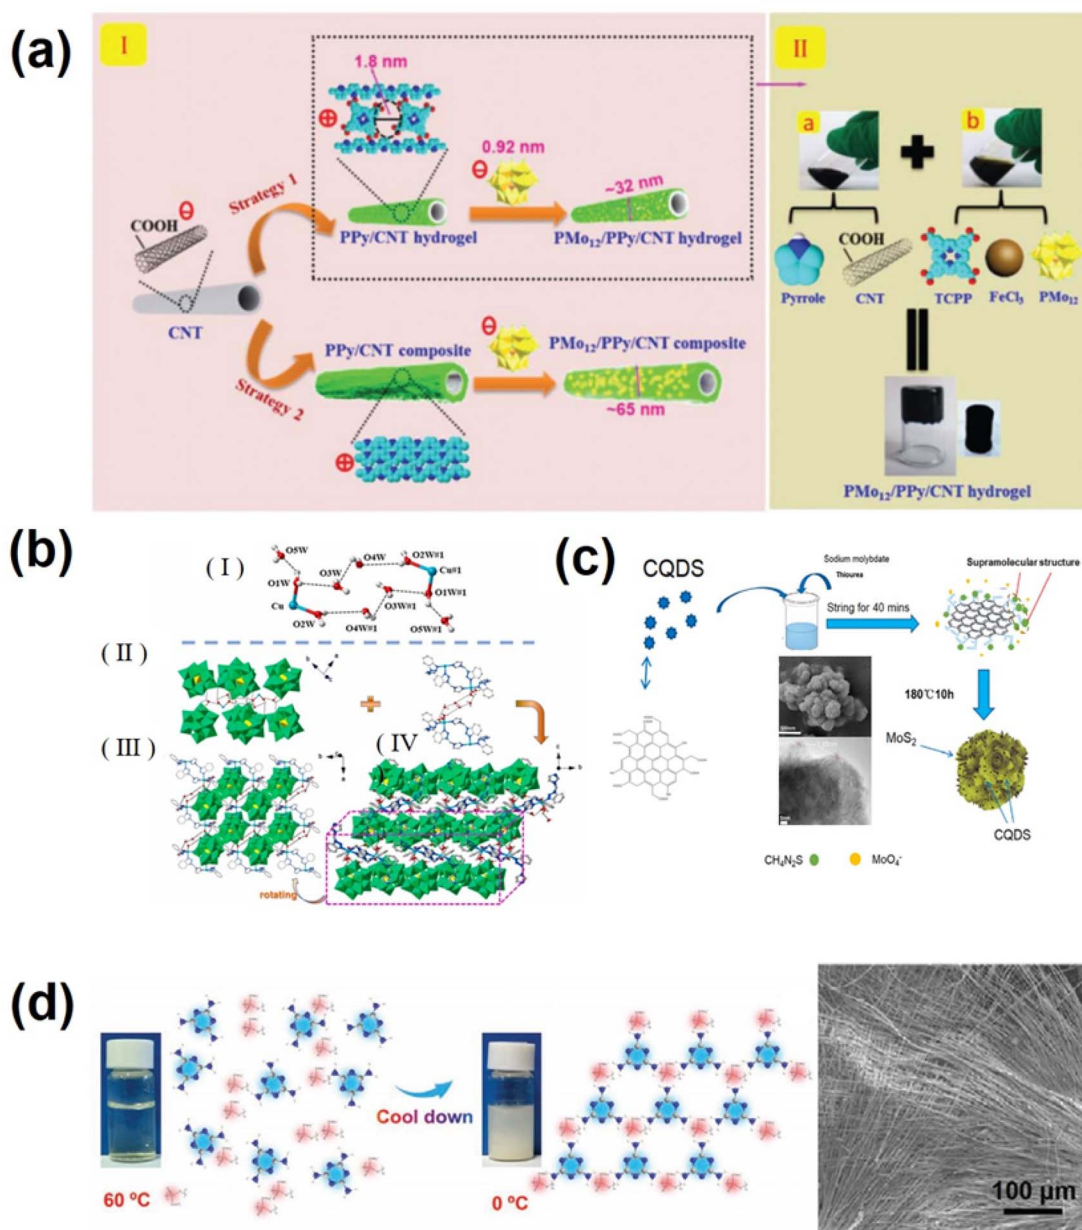 (a)
I
1.8 nm
⊕
Strategy 1
COOH
⊖
CNT
PPy/CNT hydrogel
⊖
0.92 nm
~32 nm
PMo₁₂/PPy/CNT hydrogel
Strategy 2
PPy/CNT composite
⊖
PMo₁₂/PPy/CNT composite
~65 nm
⊕
II
a
+
b
Pyrrole
COOH
CNT
TCPP
FeCl₃
PMo₁₂
PMo₁₂/PPy/CNT hydrogel
(b)
( I )
O5W
O4W
O2W#1
O3W
Cu#1
O1W
O1W#1
Cu
O3W#1
O2W
O4W#1
O5W#1
( II )
( III )
( IV )
rotating
(c)
CQDS
Sodium molybdate
Thiourea
String for 40 mins
Supramolecular structure
180℃10h
MoS₂
CQDS
CH₄N₂S
MoO₄⁻
(d)
60 ºC
Cool down
0 ºC
100 μm